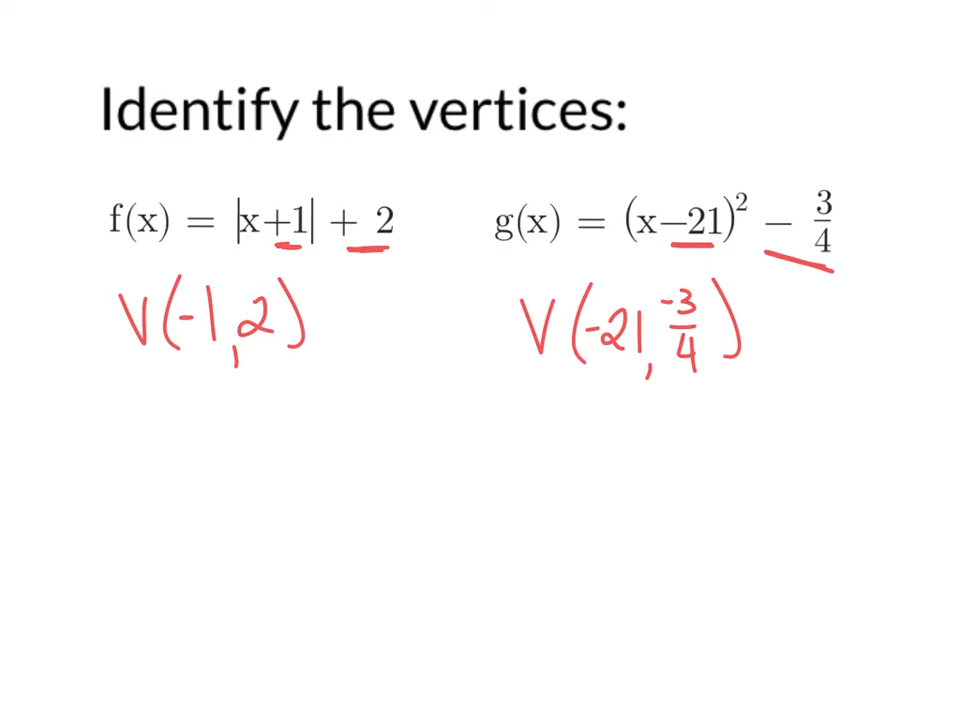 Identify the vertices:
f(x) = |x+1| + 2
g(x) = (x−21)² − 3/4
V(-1, 2)
V(-21, -3/4)